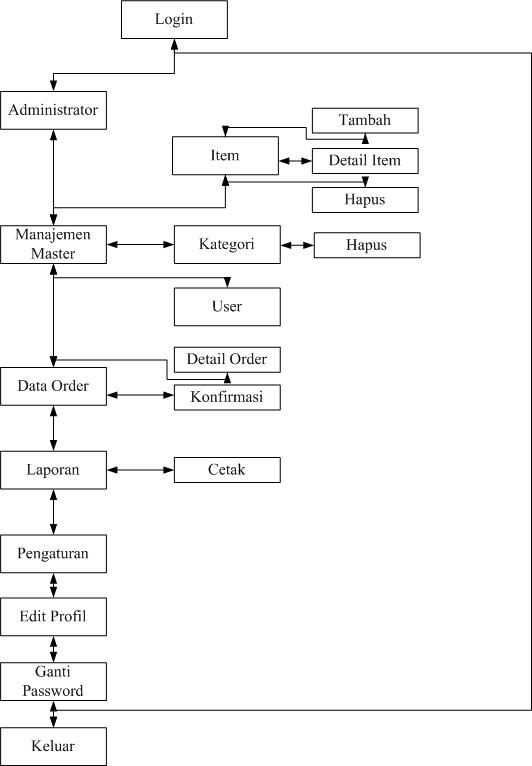 Login
Administrator
Tambah
Item
Detail Item
Hapus
Manajemen
Master
Kategori
Hapus
User
Detail Order
Data Order
Konfirmasi
Laporan
Cetak
Pengaturan
Edit Profil
Ganti
Password
Keluar